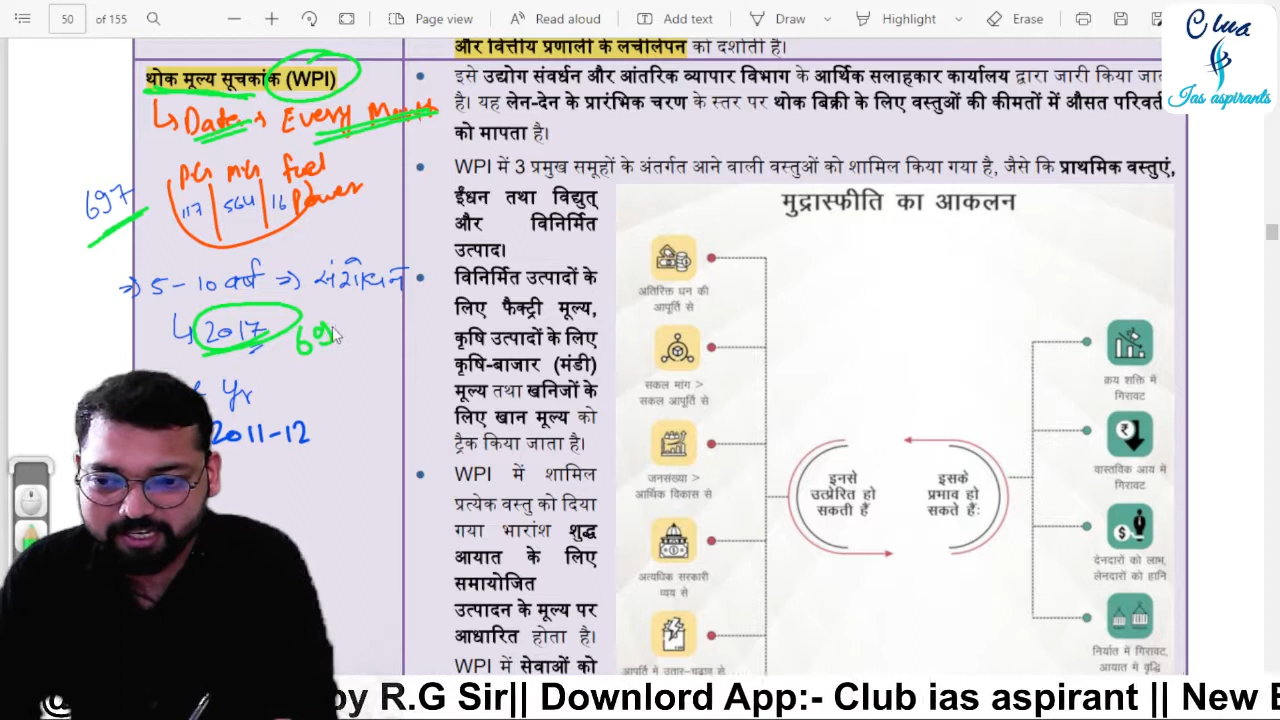 50 of 155
Page view
Read aloud
Add text
Draw
Highlight
Erase
Club
Ias aspirants
और वित्तीय प्रणाली के लचीलेपन को दर्शाता है।
थोक मूल्य सूचकांक (WPI)
Data → Every Month
PG MG Fuel
Power
697
117 564 16
⇒ 5-10 वर्ष ⇒ संशोधन
↳ 2017
Yr
2011-12
• इसे उद्योग संवर्धन और आंतरिक व्यापार विभाग के आर्थिक सलाहकार कार्यालय द्वारा जारी किया
है। यह लेन-देन के प्रारंभिक चरण के स्तर पर थोक बिक्री के लिए वस्तुओं की कीमतों में औसत
को मापता है।
• WPI में 3 प्रमुख समूहों के अंतर्गत आने वाली वस्तुओं को शामिल किया गया है, जैसे कि प्राथमिक वस्तुएं,
ईंधन तथा विद्युत्
और विनिर्मित
उत्पाद।
• विनिर्मित उत्पादों के
लिए फैक्ट्री मूल्य,
कृषि उत्पादों के लिए
कृषि-बाजार (मंडी)
मूल्य तथा खनिजों के
लिए खान मूल्य को
ट्रैक किया जाता है।
• WPI में शामिल
प्रत्येक वस्तु को दिया
गया भारांश शुद्ध
आयात के लिए
समायोजित
उत्पादन के मूल्य पर
आधारित होता है।
WPI में सेवाओं को
मुद्रास्फीति का आकलन
अतिरिक्त धन की
आपूर्ति से
सकल मांग >
सकल आपूर्ति से
जनसंख्या >
आर्थिक विकास से
अत्यधिक सरकारी
व्यय से
आपूर्ति में उतार-चढ़ाव से
इनसे
उत्प्रेरित हो
सकती हैं
इसके
प्रभाव हो
सकते हैं:
क्रय शक्ति में
गिरावट
वास्तविक आय में
गिरावट
देनदारों को लाभ,
लेनदारों को हानि
निर्यात में गिरावट,
आयात में वृद्धि
by R.G Sir|| Downlord App:- Club ias aspirant || New